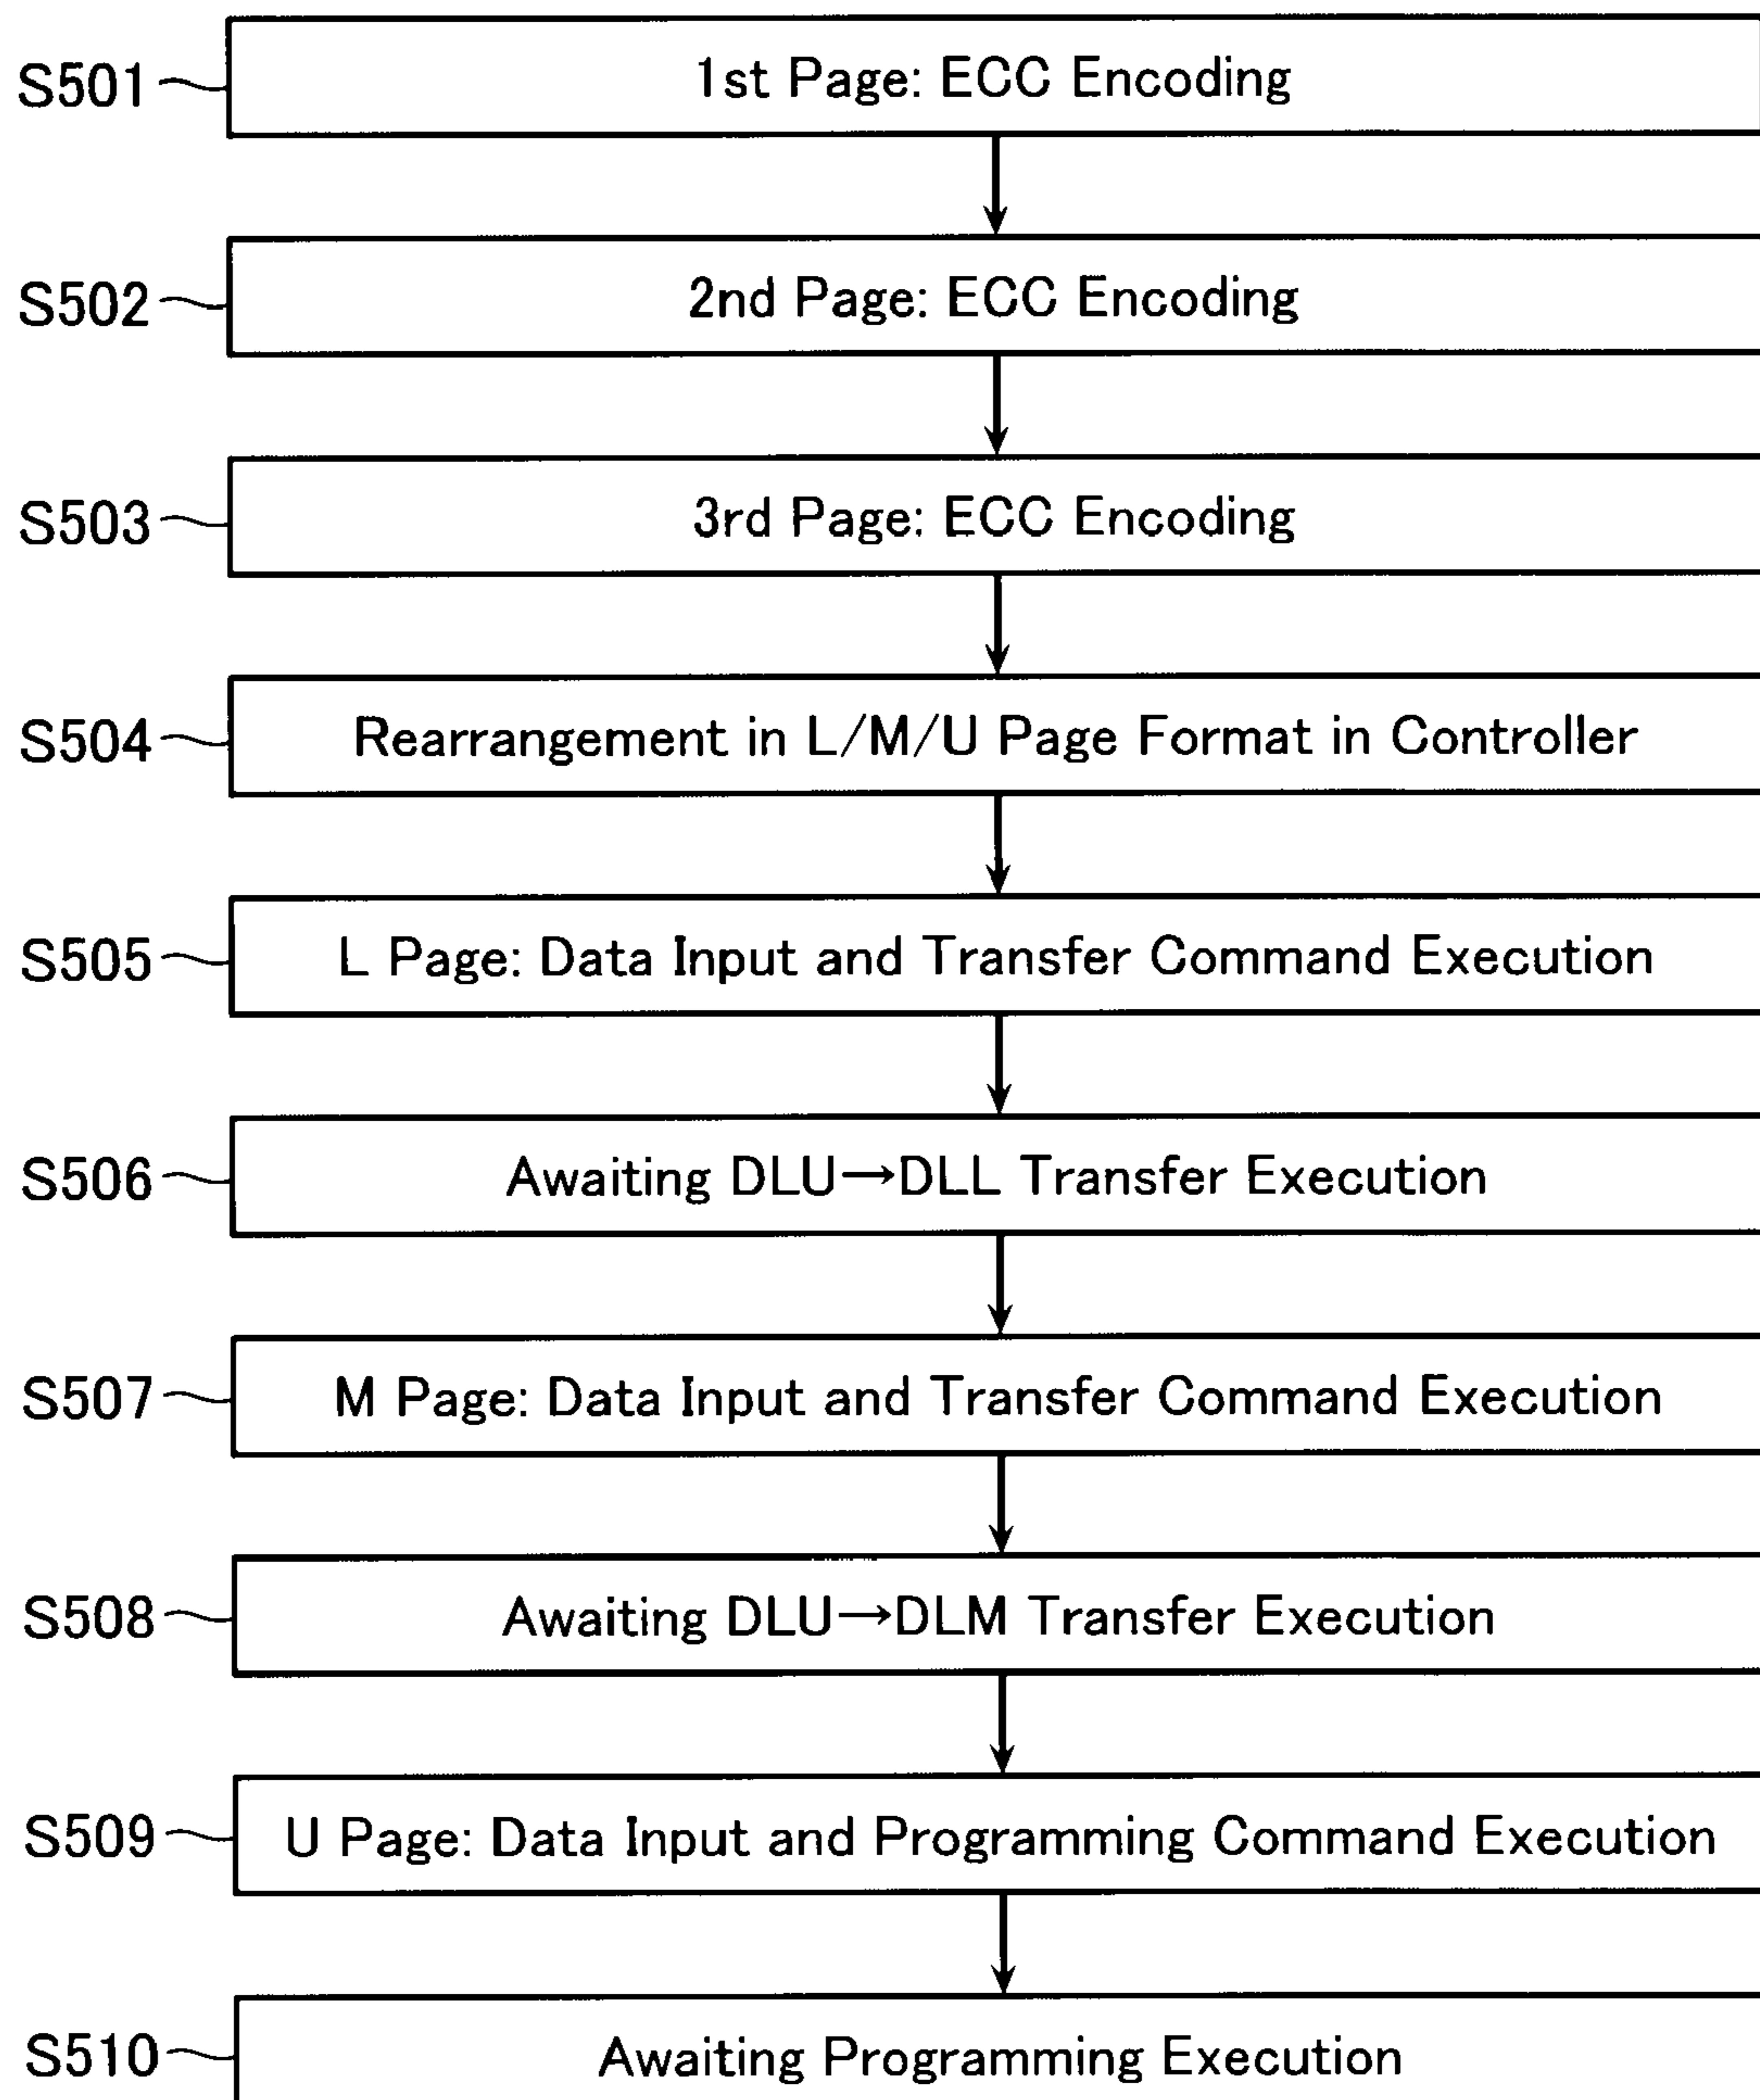 S501 1st Page: ECC Encoding
S502 2nd Page: ECC Encoding
S503 3rd Page: ECC Encoding
S504 Rearrangement in L/M/U Page Format in Controller
S505 L Page: Data Input and Transfer Command Execution
S506 Awaiting DLU→DLL Transfer Execution
S507 M Page: Data Input and Transfer Command Execution
S508 Awaiting DLU→DLM Transfer Execution
S509 U Page: Data Input and Programming Command Execution
S510 Awaiting Programming Execution